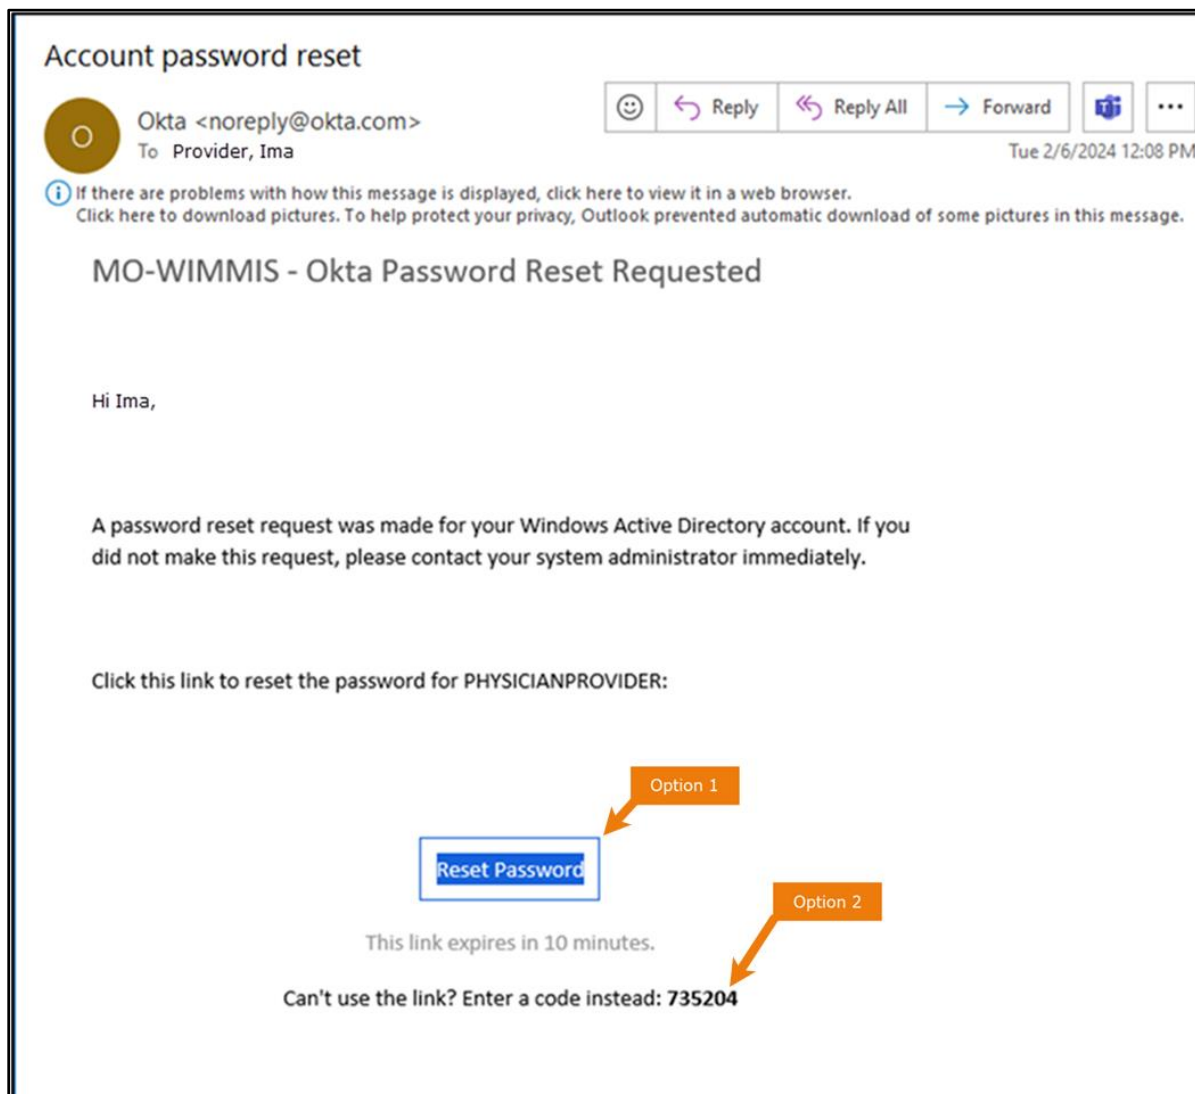 Account password reset
O
Okta <noreply@okta.com>
To Provider, Ima
Reply
Reply All
Forward
Tue 2/6/2024 12:08 PM
If there are problems with how this message is displayed, click here to view it in a web browser.
Click here to download pictures. To help protect your privacy, Outlook prevented automatic download of some pictures in this message.
MO-WIMMIS - Okta Password Reset Requested
Hi Ima,
A password reset request was made for your Windows Active Directory account. If you
did not make this request, please contact your system administrator immediately.
Click this link to reset the password for PHYSICIANPROVIDER:
Option 1
Reset Password
Option 2
This link expires in 10 minutes.
Can't use the link? Enter a code instead: 735204